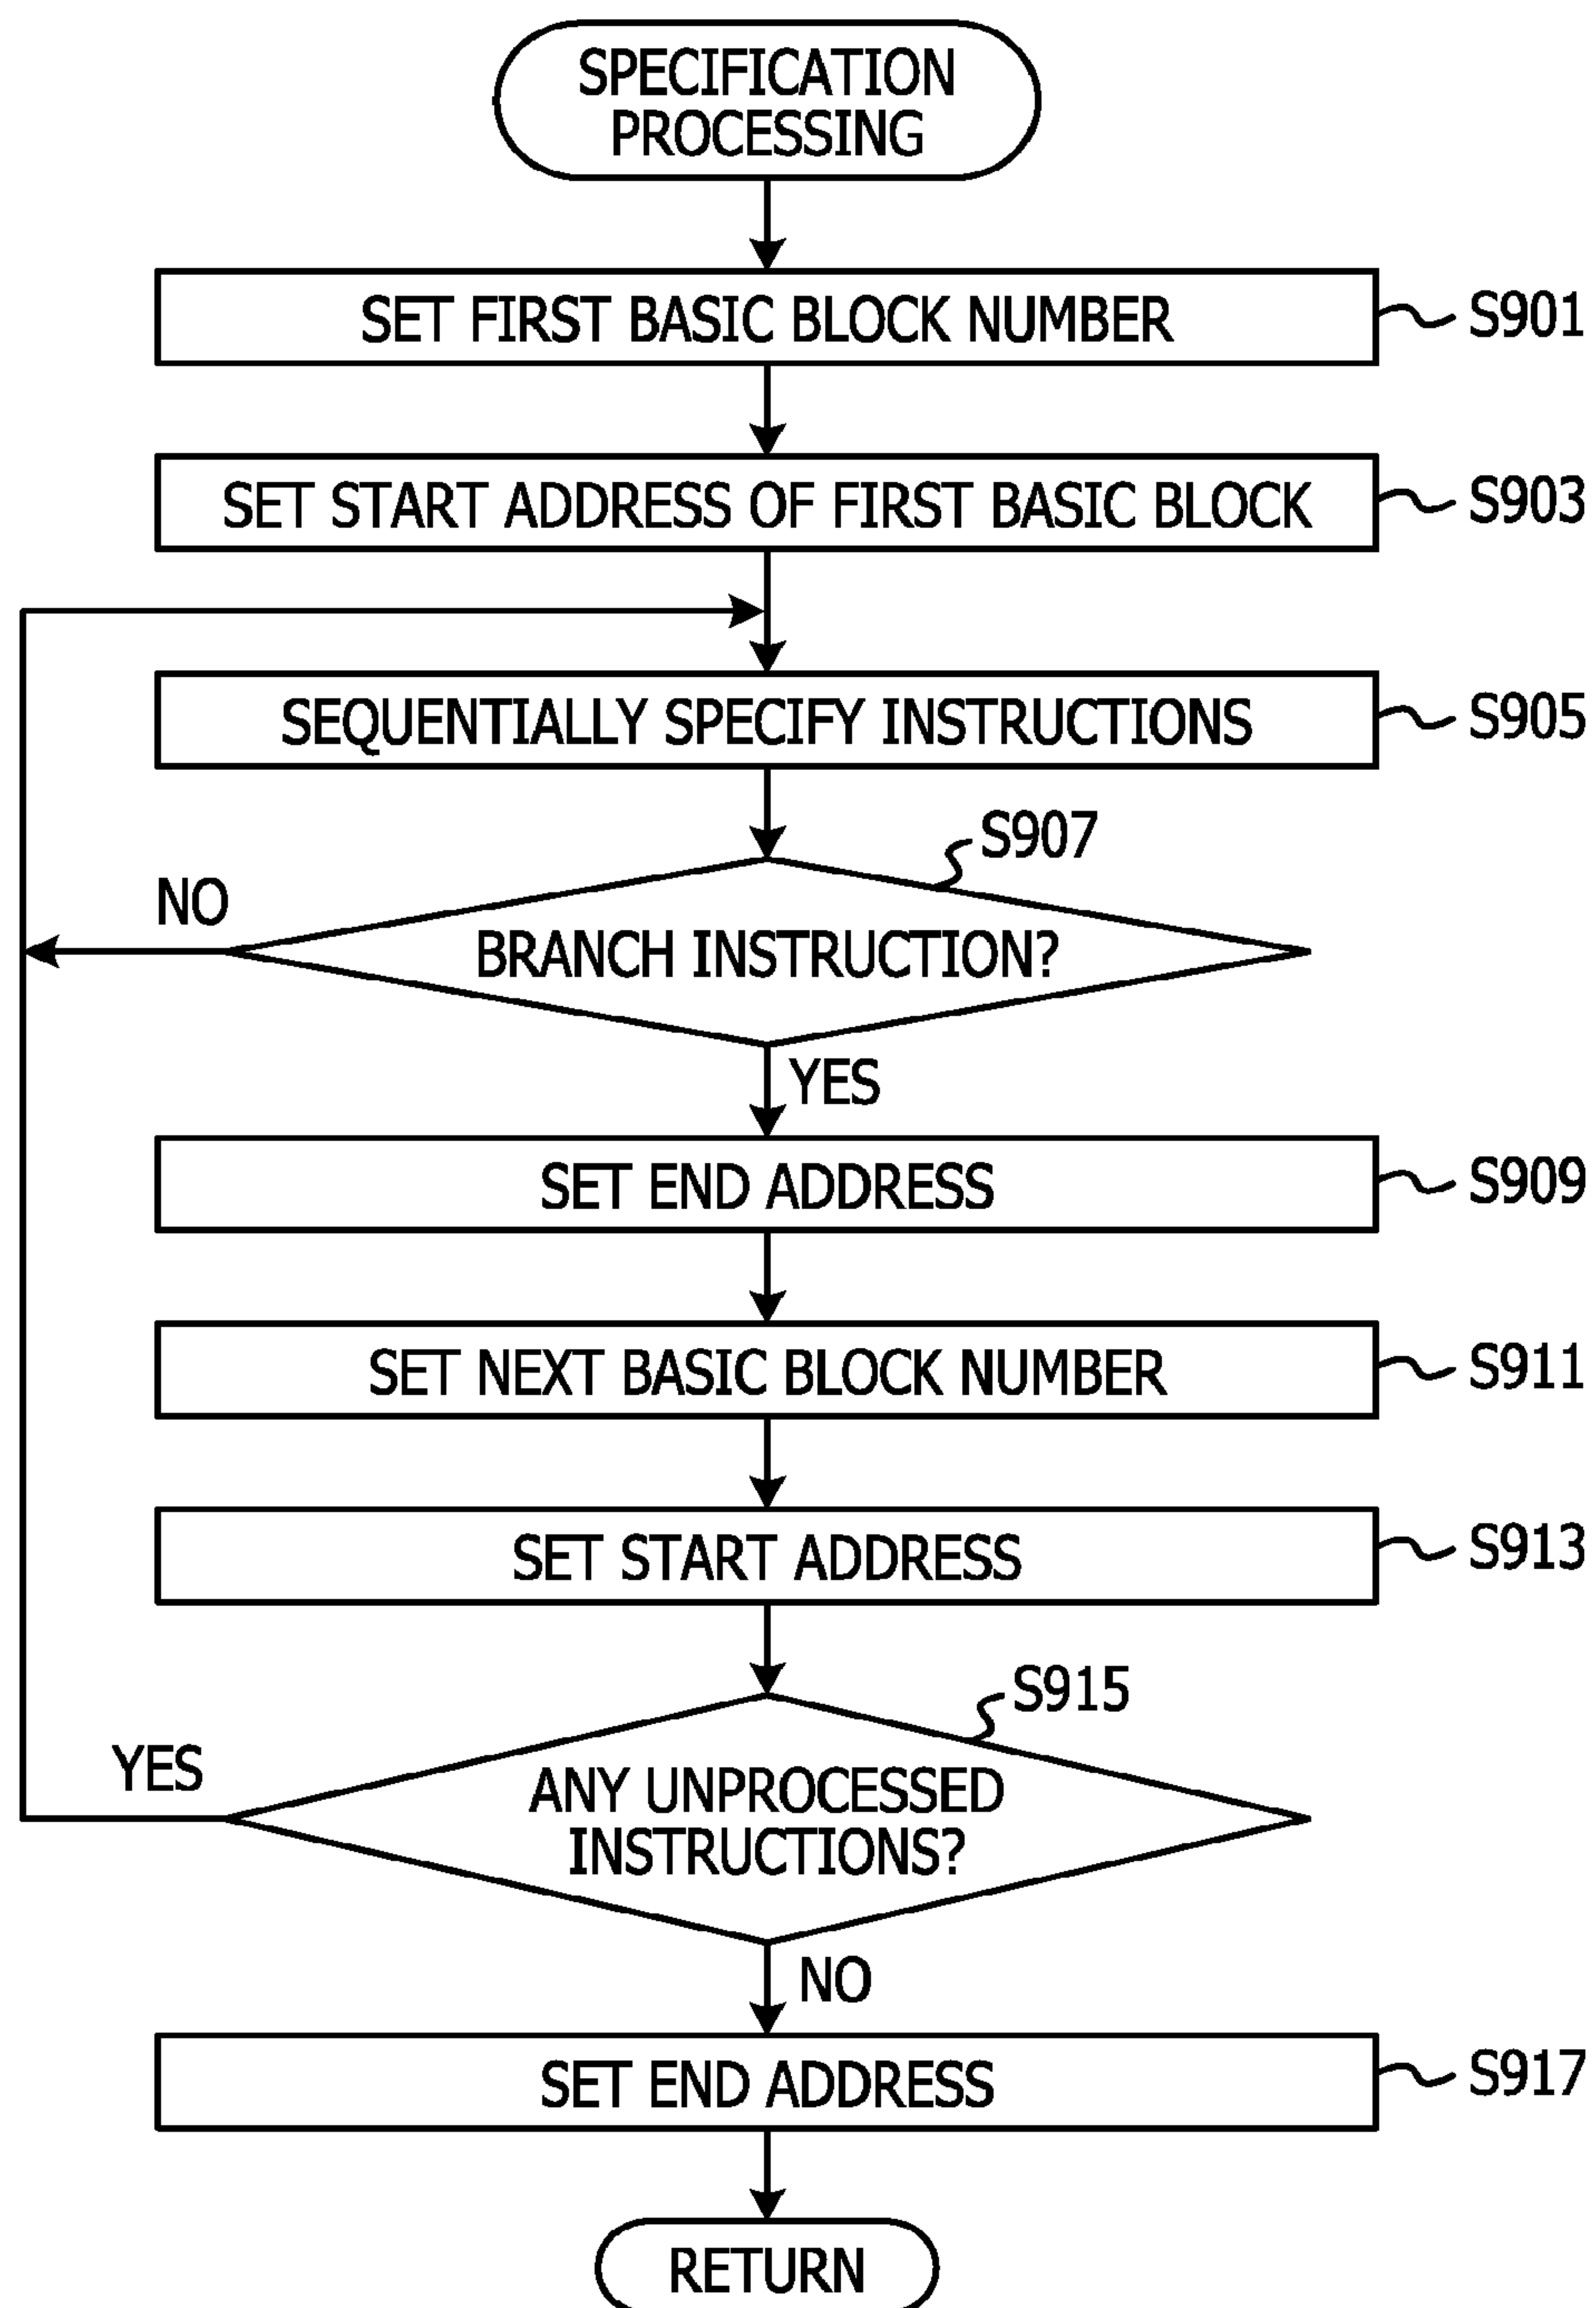 SPECIFICATION
PROCESSING
SET FIRST BASIC BLOCK NUMBER
S901
SET START ADDRESS OF FIRST BASIC BLOCK
S903
SEQUENTIALLY SPECIFY INSTRUCTIONS
S905
S907
NO
BRANCH INSTRUCTION?
YES
SET END ADDRESS
S909
SET NEXT BASIC BLOCK NUMBER
S911
SET START ADDRESS
S913
S915
YES
ANY UNPROCESSED
INSTRUCTIONS?
NO
SET END ADDRESS
S917
RETURN